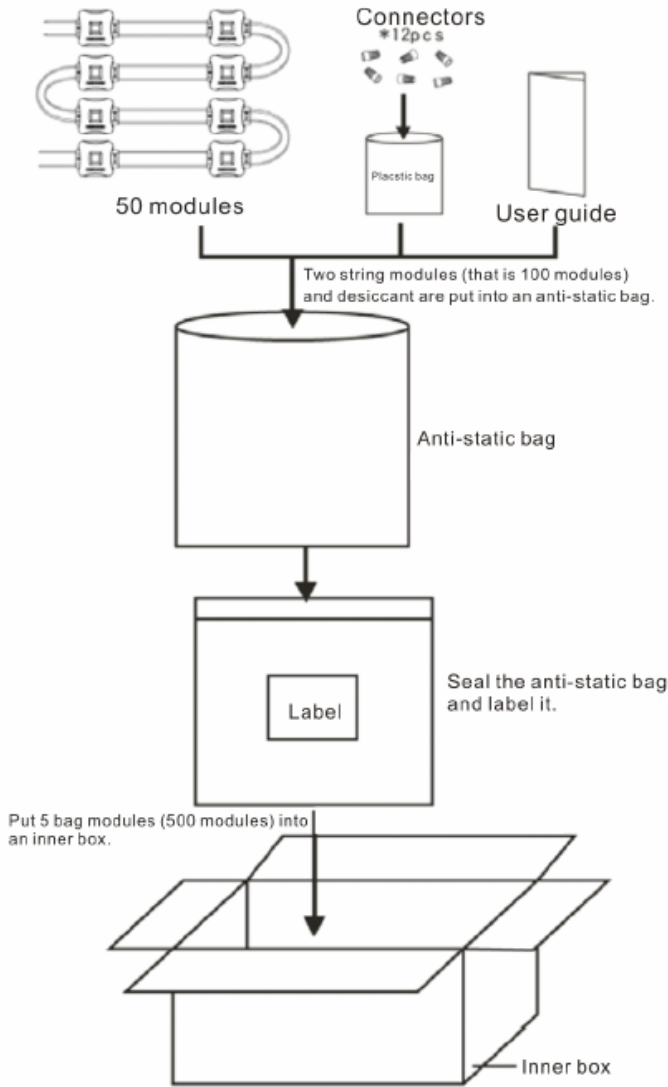 Connectors
*12pcs
Placstic bag
50 modules
User guide
Two string modules (that is 100 modules)
and desiccant are put into an anti-static bag.
Anti-static bag
Seal the anti-static bag
and label it.
Label
Put 5 bag modules (500 modules) into
an inner box.
Inner box